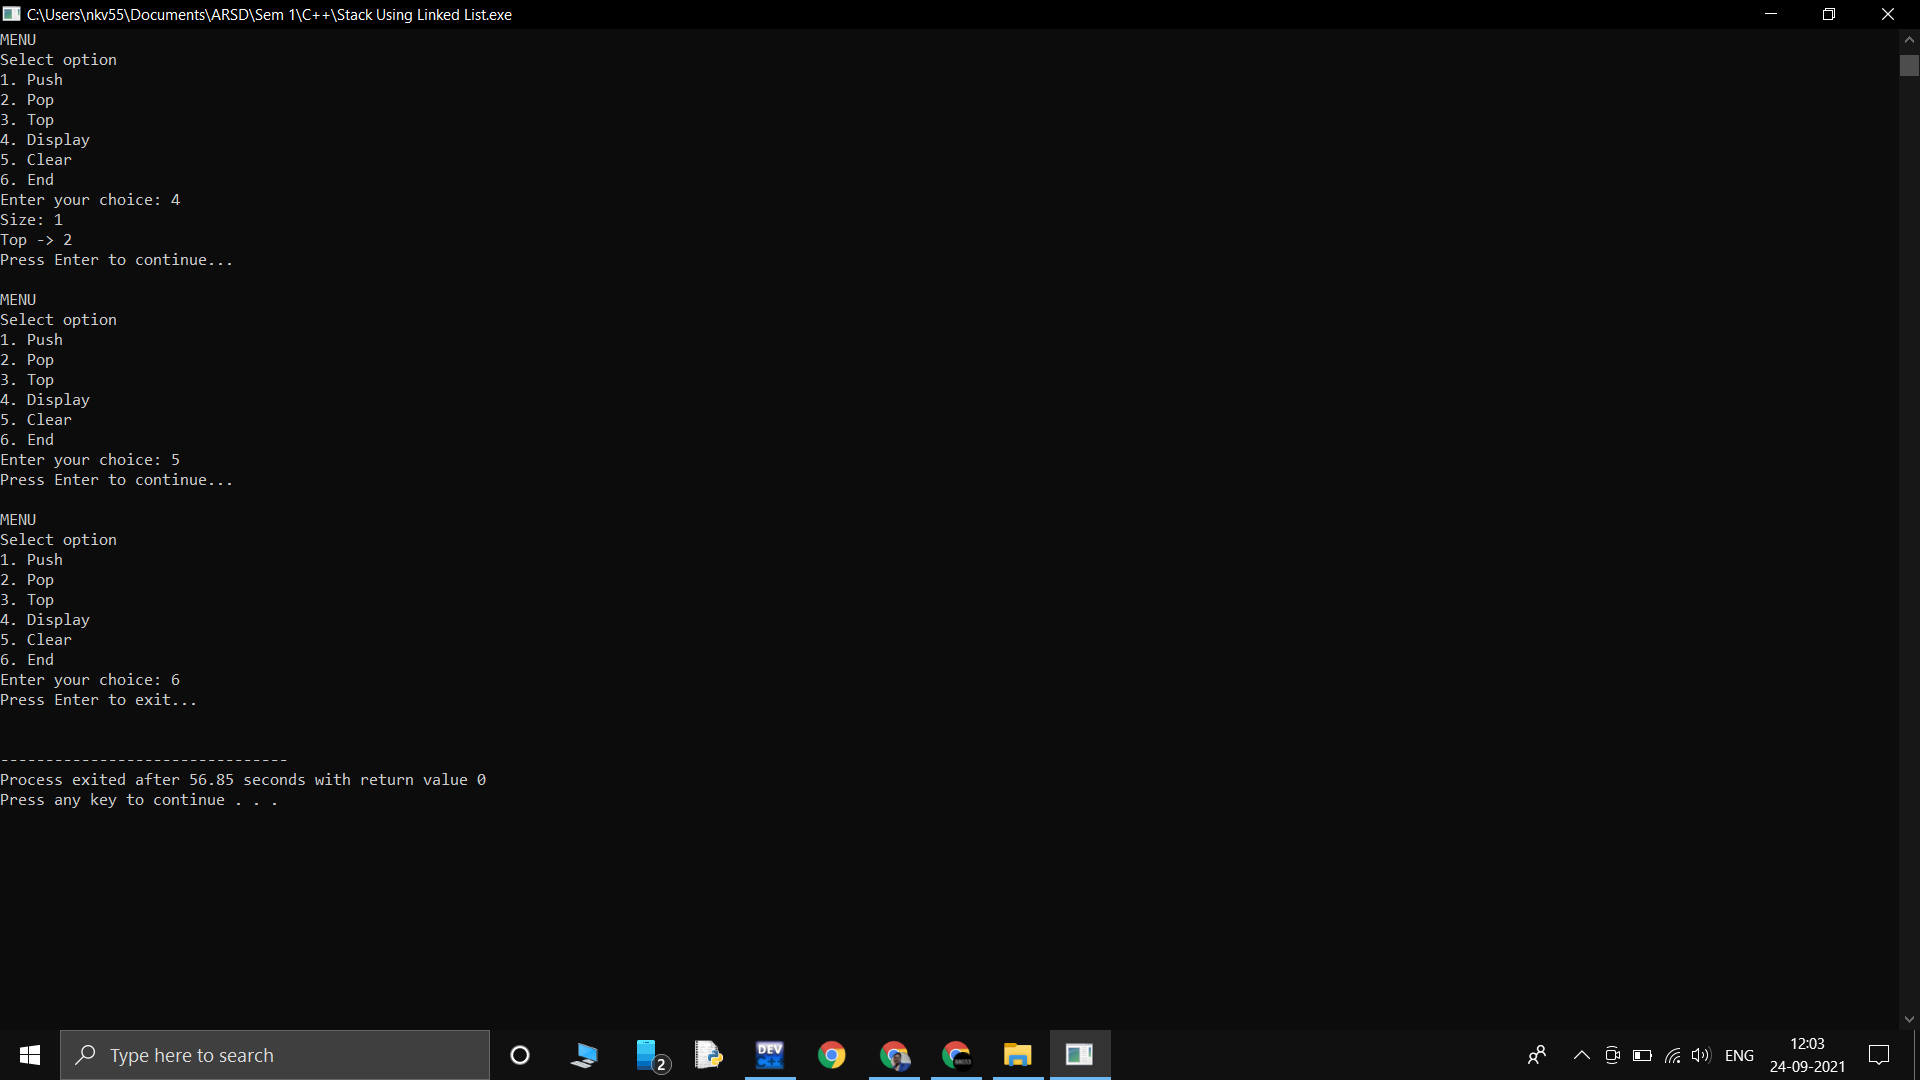 C:\Users\nkv55\Documents\ARSD\Sem 1\C++\Stack Using Linked List.exe
MENU
Select option
1. Push
2. Pop
3. Top
4. Display
5. Clear
6. End
Enter your choice: 4
Size: 1
Top -> 2
Press Enter to continue...
MENU
Select option
1. Push
2. Pop
3. Top
4. Display
5. Clear
6. End
Enter your choice: 5
Press Enter to continue...
MENU
Select option
1. Push
2. Pop
3. Top
4. Display
5. Clear
6. End
Enter your choice: 6
Press Enter to exit...
--------------------------------
Process exited after 56.85 seconds with return value 0
Press any key to continue . . .
Type here to search
2
DEV
C++
ENG
12:03
24-09-2021